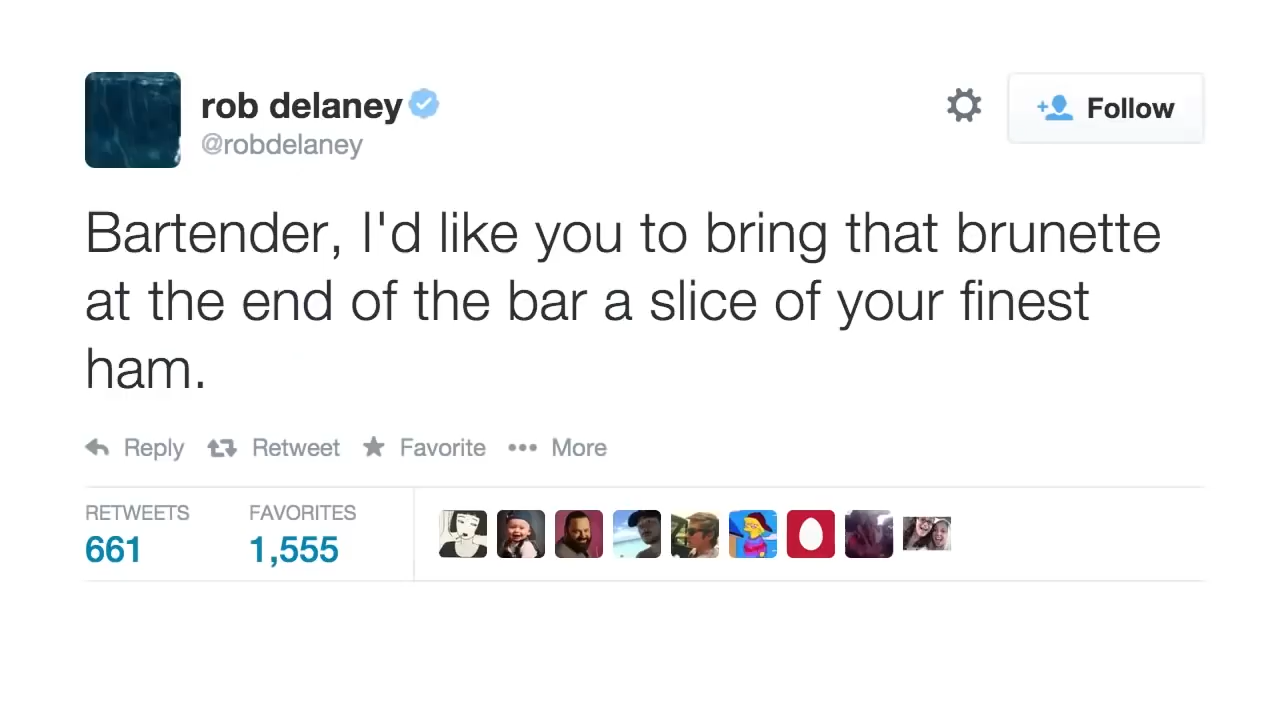 rob delaney
@robdelaney
Follow
Bartender, I'd like you to bring that brunette
at the end of the bar a slice of your finest
ham.
Reply Retweet Favorite More
RETWEETS FAVORITES
661 1,555